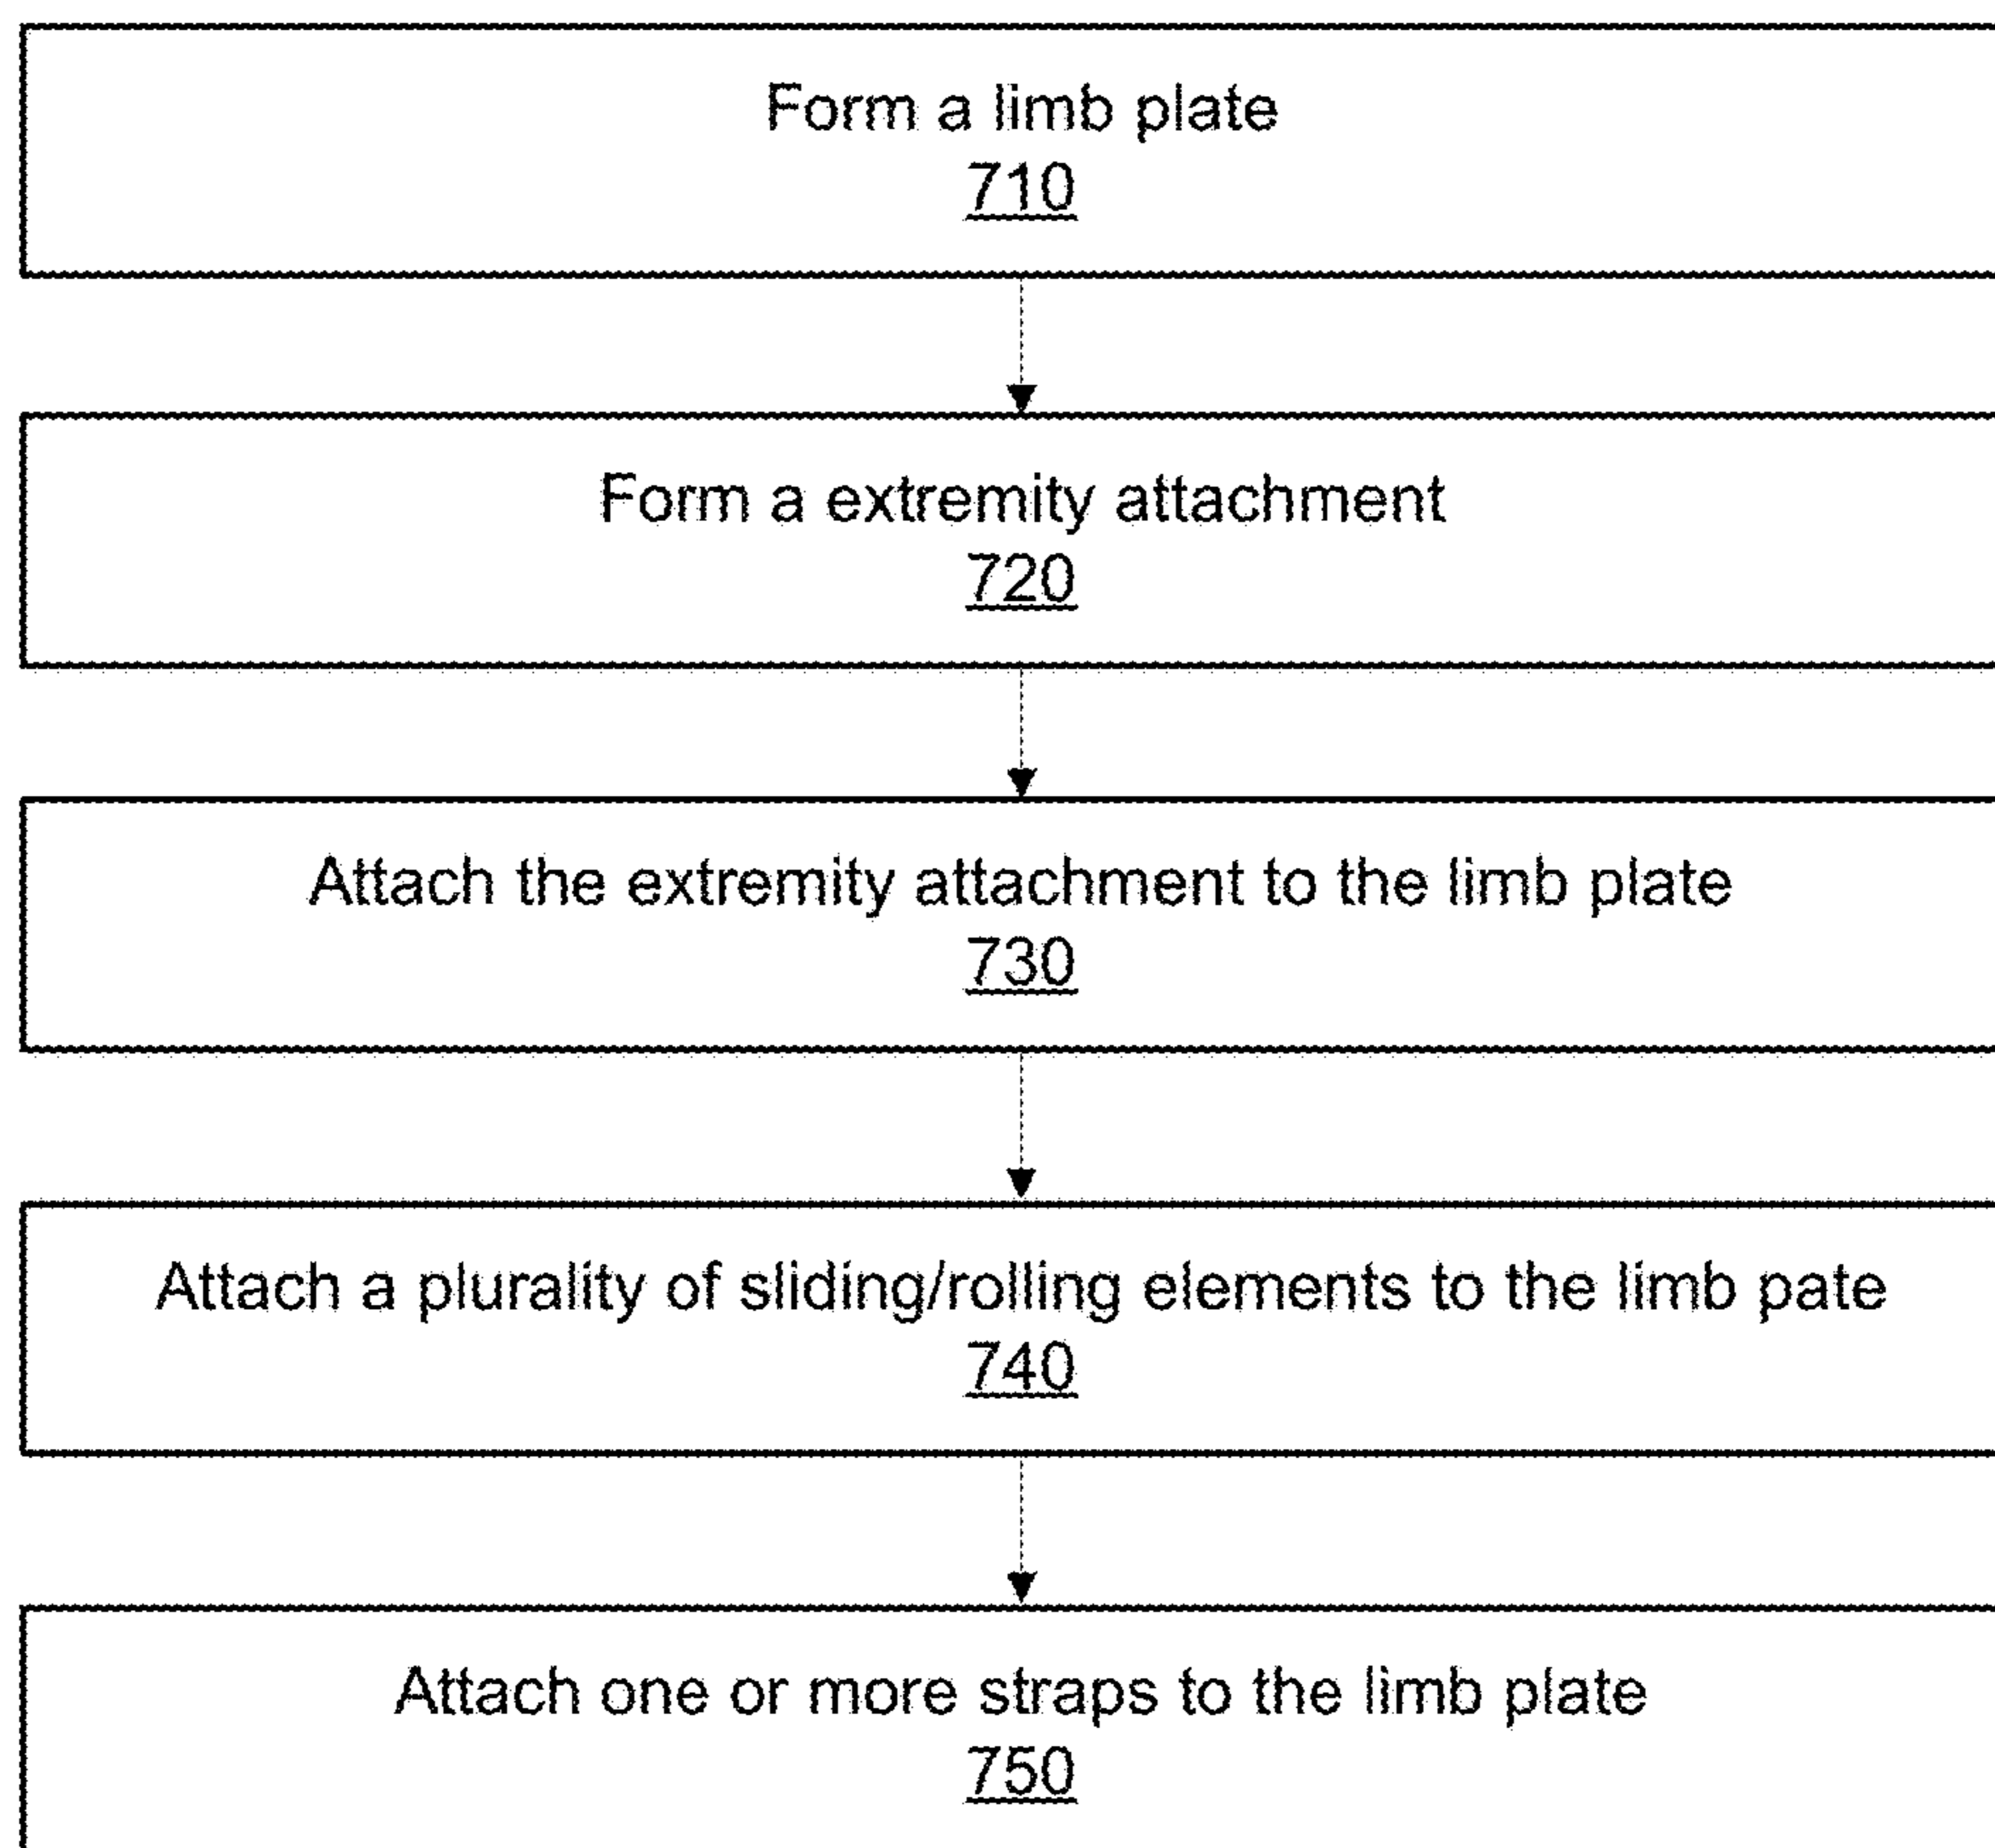 Form a limb plate
710
Form a extremity attachment
720
Attach the extremity attachment to the limb plate
730
Attach a plurality of sliding/rolling elements to the limb pate
740
Attach one or more straps to the limb plate
750